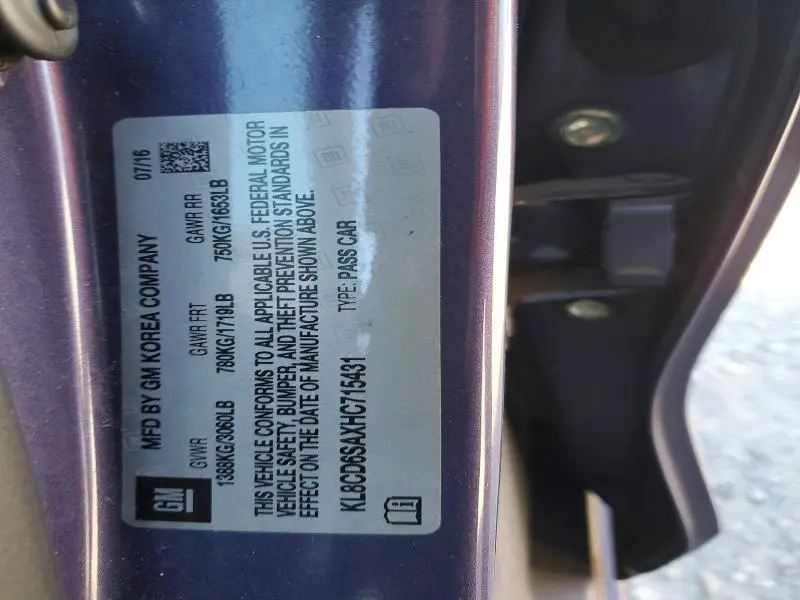 GM
MFD BY GM KOREA COMPANY 07/16
GVWR GAWR FRT GAWR RR
1388KG/3060LB 780KG/1719LB 750KG/1653LB
THIS VEHICLE CONFORMS TO ALL APPLICABLE U.S. FEDERAL MOTOR
VEHICLE SAFETY, BUMPER, AND THEFT PREVENTION STANDARDS IN
EFFECT ON THE DATE OF MANUFACTURE SHOWN ABOVE.
KL8CD6SAXHC715431 TYPE: PASS CAR